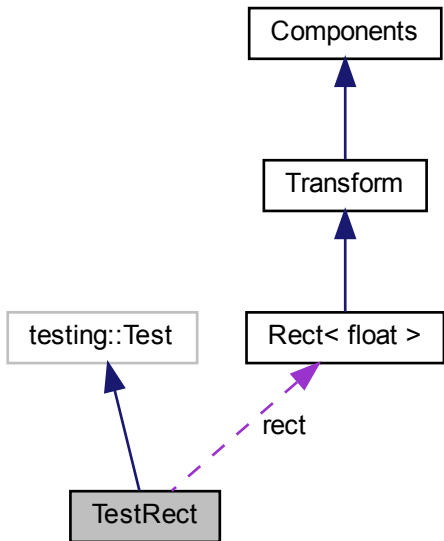 Components
Transform
testing::Test
Rect< float >
rect
TestRect